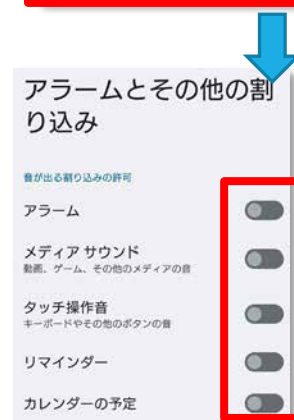 アラームとその他の割
り込み
音が出る割り込みの許可
アラーム
メディア サウンド
動画、ゲーム、その他のメディアの音
タッチ操作音
キーボードやその他のボタンの音
リマインダー
カレンダーの予定